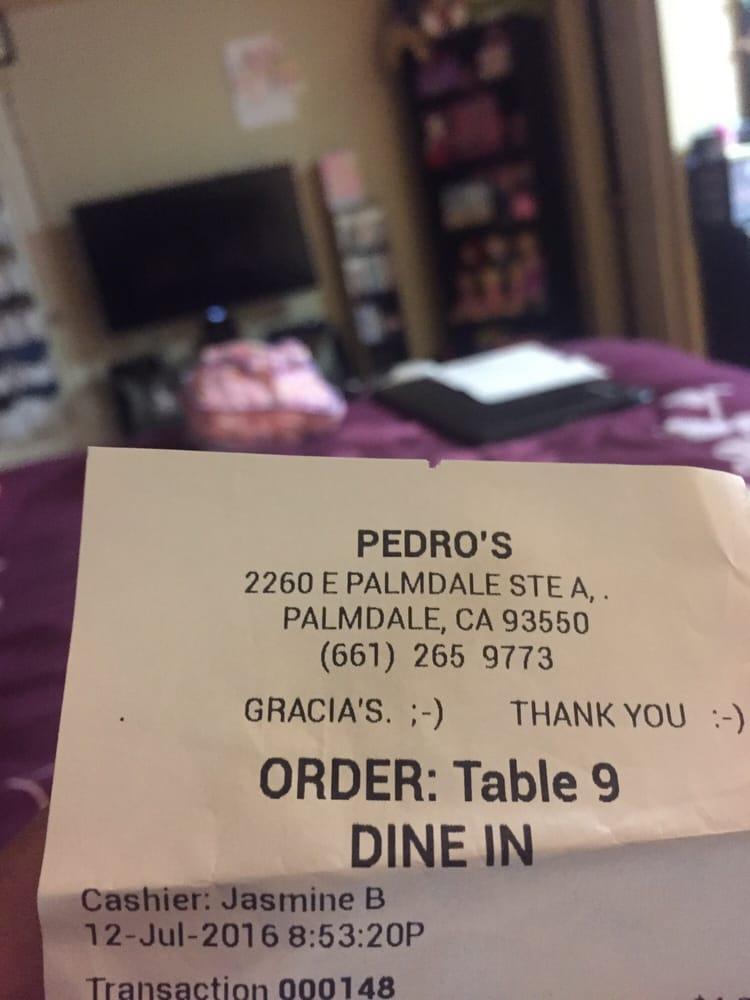 PEDRO'S
2260 E PALMDALE STE A, .
PALMDALE, CA 93550
(661) 265 9773
GRACIA'S. ;-) THANK YOU :-)
ORDER: Table 9
DINE IN
Cashier: Jasmine B
12-Jul-2016 8:53:20P
Transaction 000148